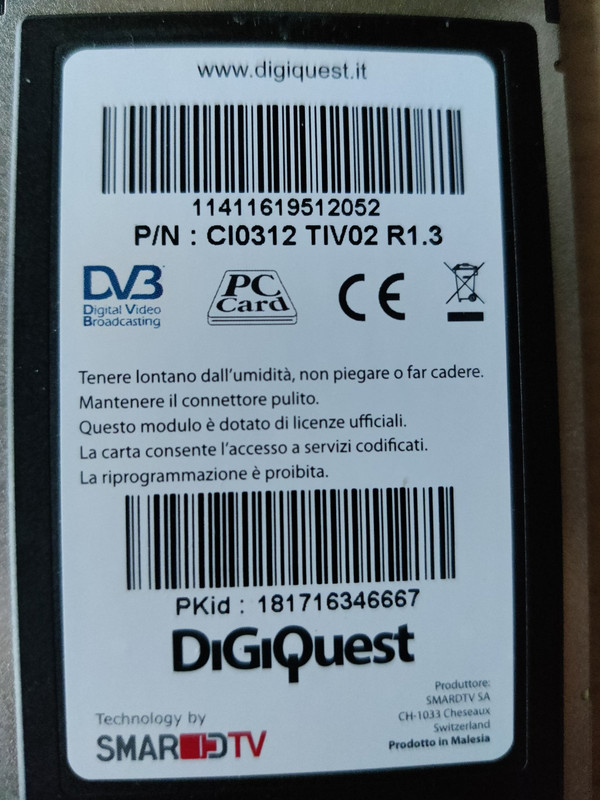 www.digiquest.it
11411619512052
P/N : CI0312 TIV02 R1.3
DVB
Digital Video
Broadcasting
PC
Card
CE
Tenere lontano dall'umidità, non piegare o far cadere.
Mantenere il connettore pulito.
Questo modulo è dotato di licenze ufficiali.
La carta consente l'accesso a servizi codificati.
La riprogrammazione è proibita.
PKid : 181716346667
DiGiQuest
Technology by
SMARDTV
Produttore:
SMARDTV SA
CH-1033 Cheseaux
Switzerland
Prodotto in Malesia